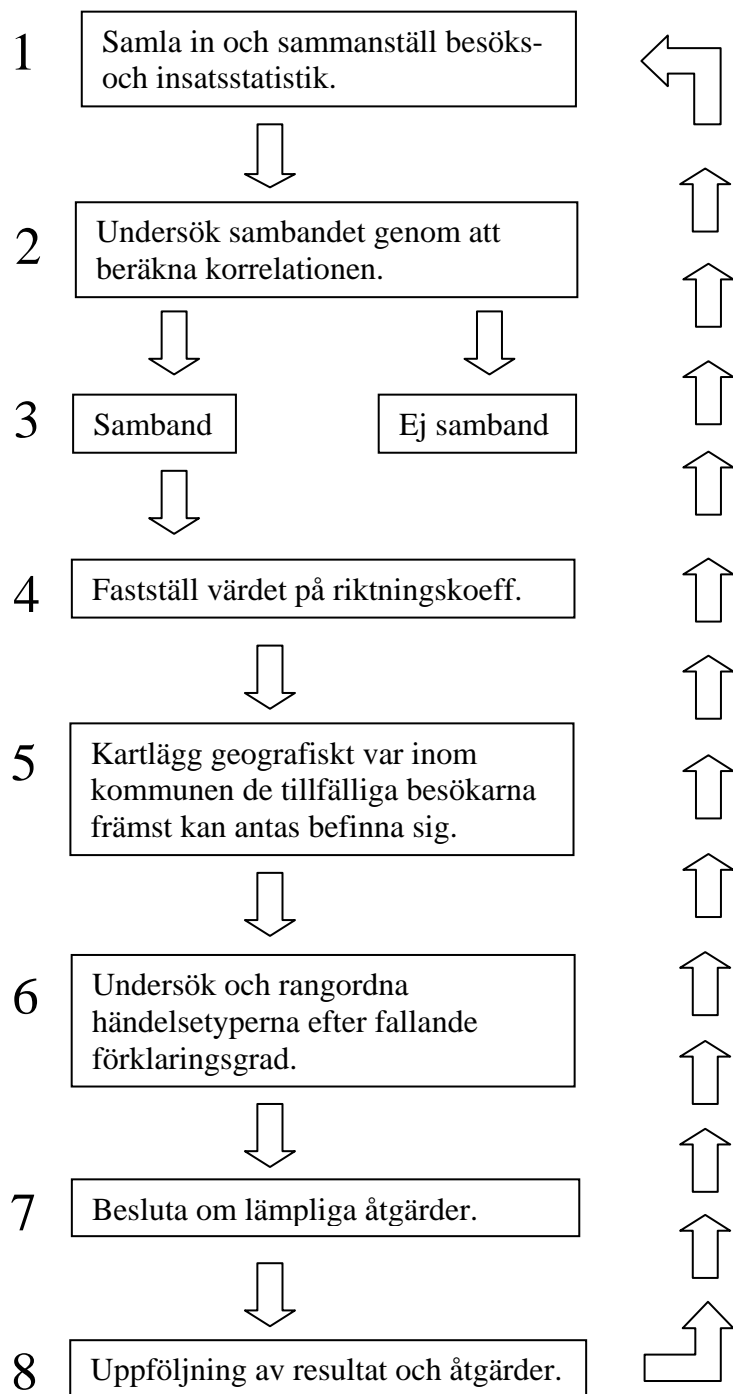 1
Samla in och sammanställ besöks-
och insatsstatistik.
2
Undersök sambandet genom att
beräkna korrelationen.
3
Samband
Ej samband
4
Fastställ värdet på riktningskoeff.
5
Kartlägg geografiskt var inom
kommunen de tillfälliga besökarna
främst kan antas befinna sig.
6
Undersök och rangordna
händelsetyperna efter fallande
förklaringsgrad.
7
Besluta om lämpliga åtgärder.
8
Uppföljning av resultat och åtgärder.